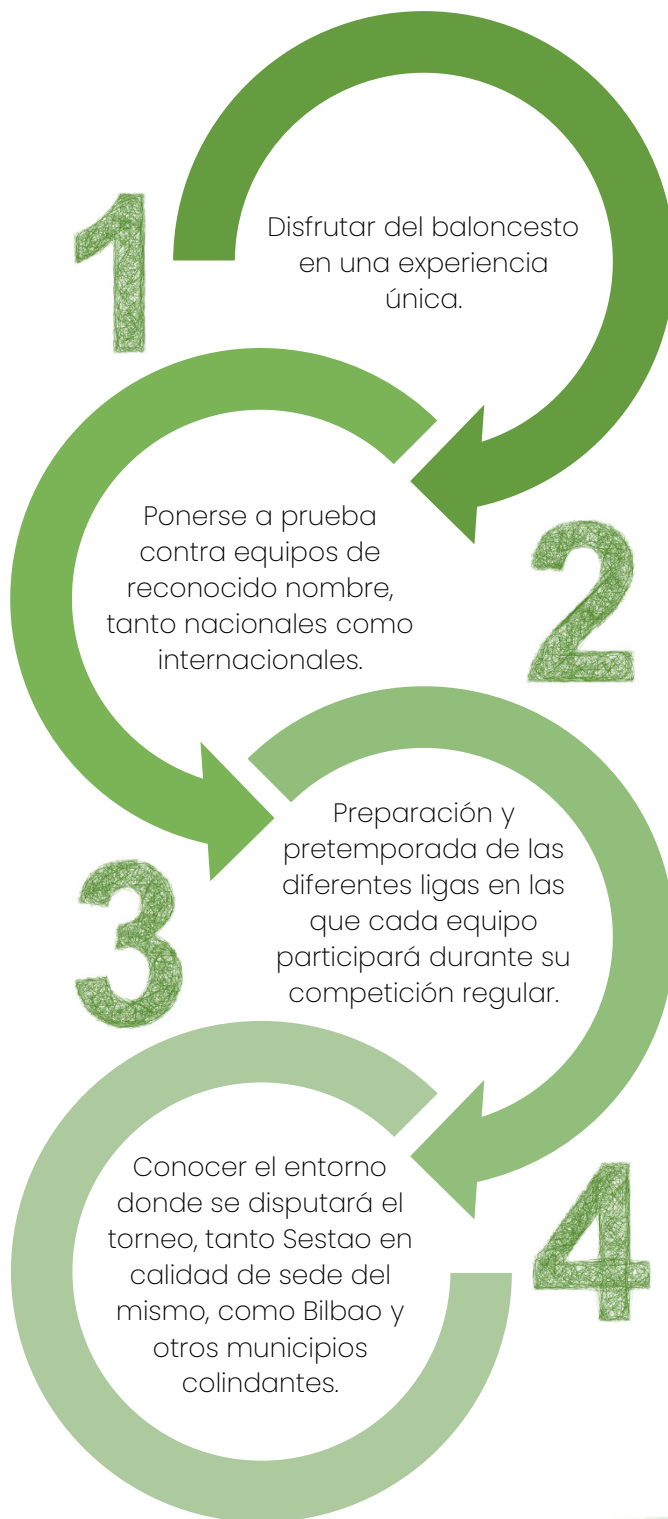 1
Disfrutar del baloncesto
en una experiencia
única.
2
Ponerse a prueba
contra equipos de
reconocido nombre,
tanto nacionales como
internacionales.
3
Preparación y
pretemporada de las
diferentes ligas en las
que cada equipo
participará durante su
competición regular.
4
Conocer el entorno
donde se disputará el
torneo, tanto Sestao en
calidad de sede del
mismo, como Bilbao y
otros municipios
colindantes.